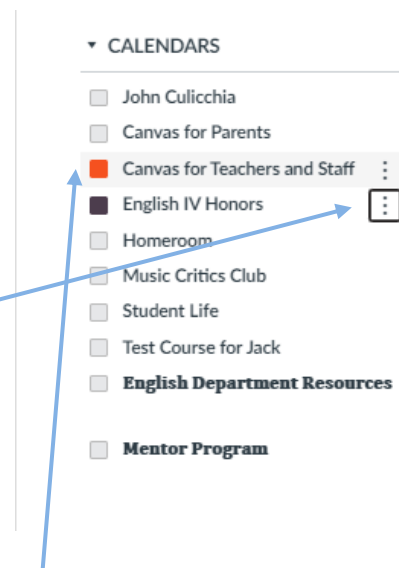 CALENDARS
John Culicchia
Canvas for Parents
Canvas for Teachers and Staff
English IV Honors
Homeroom
Music Critics Club
Student Life
Test Course for Jack
English Department Resources
Mentor Program